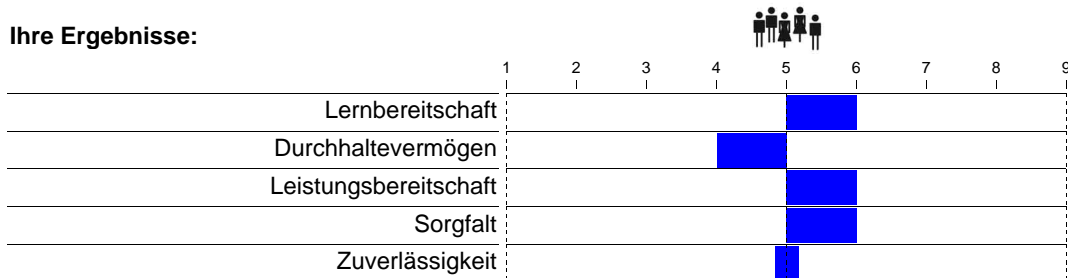 Ihre Ergebnisse:
1 2 3 4 5 6 7 8 9
Lernbereitschaft
Durchhaltevermögen
Leistungsbereitschaft
Sorgfalt
Zuverlässigkeit